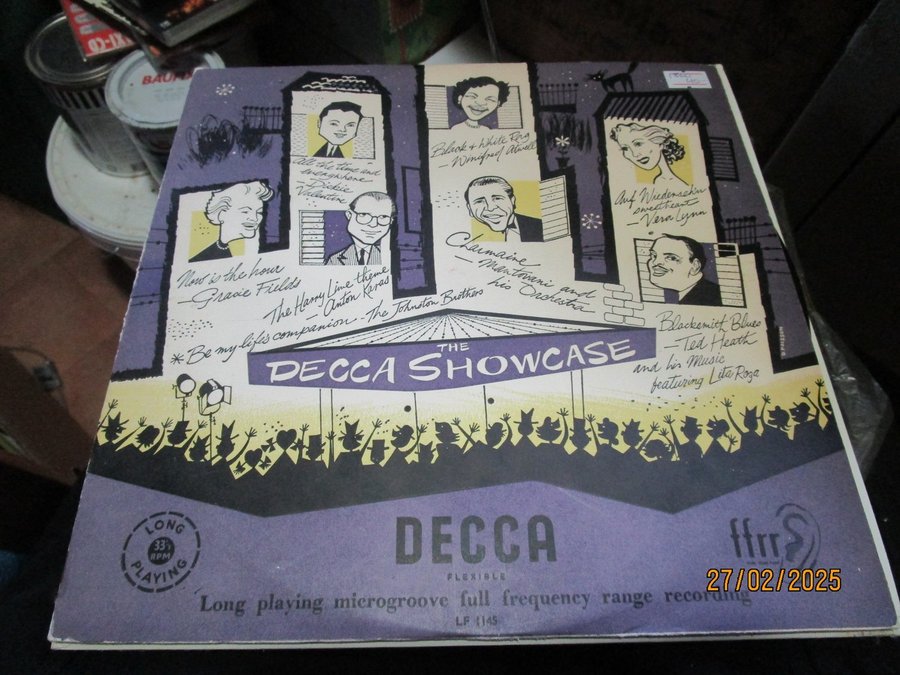 BAUFIX
All the time and
everywhere
- Dickie
Valentine
Black + White Rag
Winifred Atwell
Auf Wiederseh'n
sweetheart
Vera Lynn
Now is the hour
- Gracie Fields
The Harry Lime theme
- Anton Karas
Charmaine
- Mantovani and
his Orchestra
* Be my life's companion - The Johnston Brothers
Blacksmith Blues
- Ted Heath
and his Music
featuring Lita Roza
THE
DECCA SHOWCASE
LONG
33⅓
RPM
PLAYING
DECCA
FLEXIBLE
ffrr
27/02/2025
Long playing microgroove full frequency range recording
LF 1145